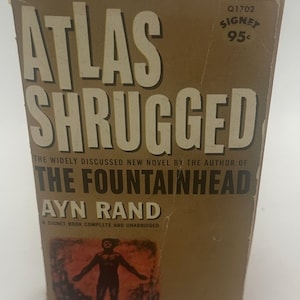 Q1702
SIGNET
95¢
ATLAS
SHRUGGED
THE WIDELY DISCUSSED NEW NOVEL BY THE AUTHOR OF
THE FOUNTAINHEAD
AYN RAND
A SIGNET BOOK COMPLETE AND UNABRIDGED